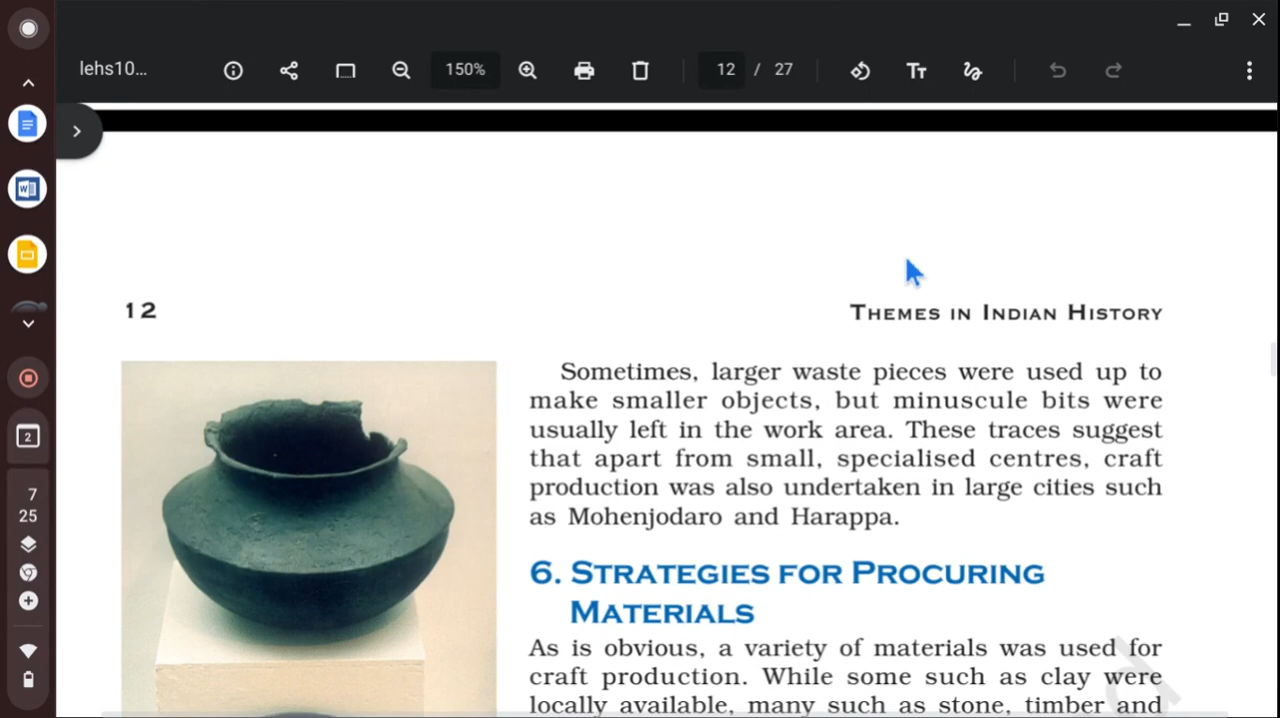 lehs10...
150%
12 / 27
Tт
2
7
25
12
THEMES IN INDIAN HISTORY
Sometimes, larger waste pieces were used up to
make smaller objects, but minuscule bits were
usually left in the work area. These traces suggest
that apart from small, specialised centres, craft
production was also undertaken in large cities such
as Mohenjodaro and Harappa.
6. STRATEGIES FOR PROCURING
MATERIALS
As is obvious, a variety of materials was used for
craft production. While some such as clay were
locally available, many such as stone, timber and